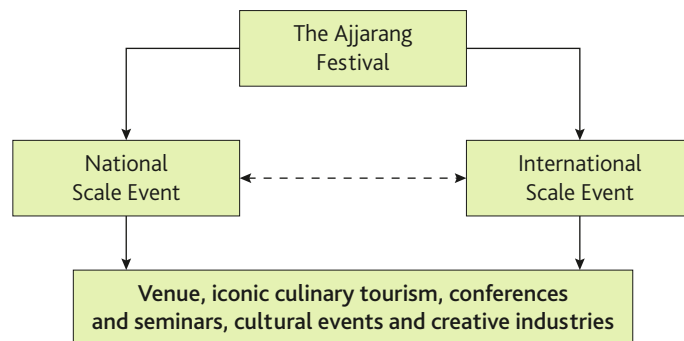 The Ajjarang
Festival
National
Scale Event
International
Scale Event
Venue, iconic culinary tourism, conferences
and seminars, cultural events and creative industries